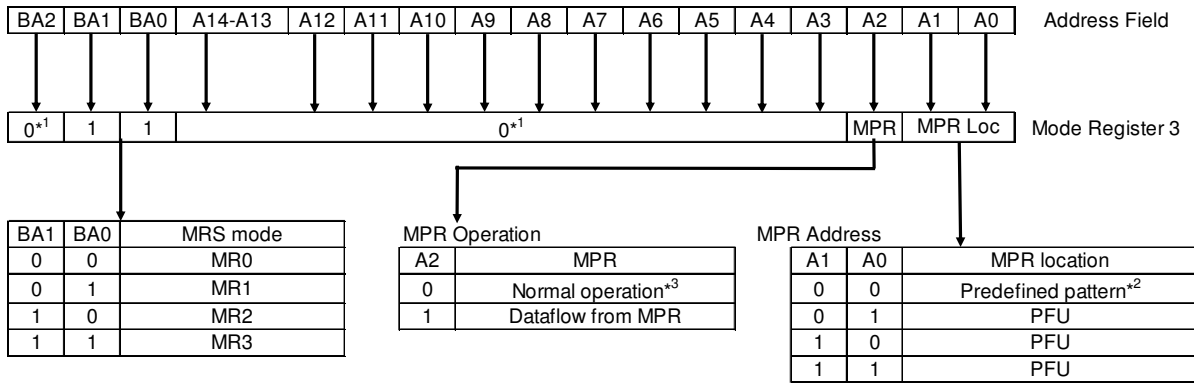 BA2 BA1 BA0 A14-A13 A12 A11 A10 A9 A8 A7 A6 A5 A4 A3 A2 A1 A0 Address Field
0*1 1 1 0*1 MPR MPR Loc Mode Register 3
BA1 BA0 MRS mode
0 0 MR0
0 1 MR1
1 0 MR2
1 1 MR3
MPR Operation
A2 MPR
0 Normal operation*3
1 Dataflow from MPR
MPR Address
A1 A0 MPR location
0 0 Predefined pattern*2
0 1 PFU
1 0 PFU
1 1 PFU